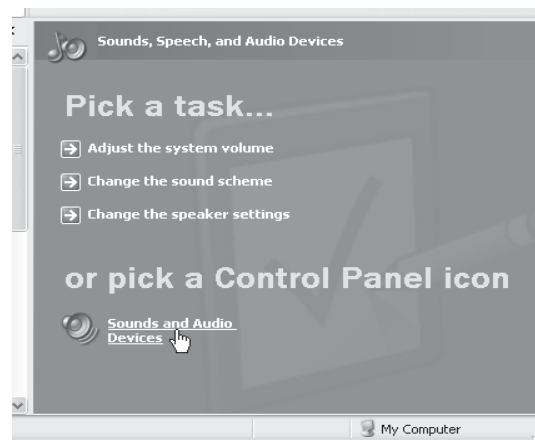 Sounds, Speech, and Audio Devices
Pick a task...
Adjust the system volume
Change the sound scheme
Change the speaker settings
or pick a Control Panel icon
Sounds and Audio
Devices
My Computer